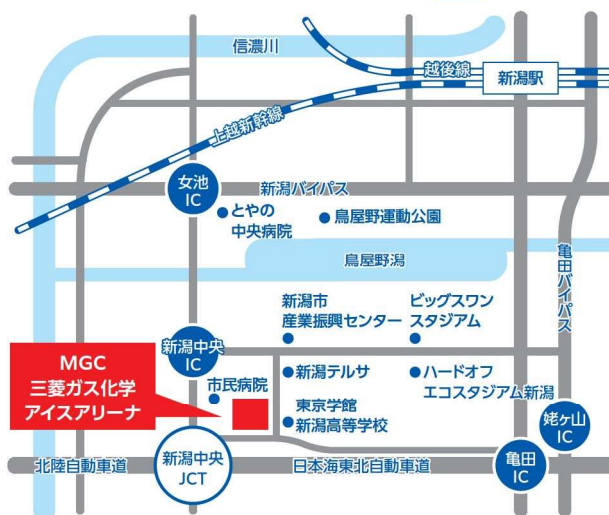 信濃川
越後線
新潟駅
上越新幹線
女池
IC
新潟バイパス
とやの
中央病院
鳥屋野運動公園
鳥屋野潟
亀田バイパス
新潟市
産業振興センター
ビッグスワン
スタジアム
新潟中央
IC
MGC
三菱ガス化学
アイスアリーナ
市民病院
新潟テルサ
ハードオフ
エコスタジアム新潟
東京学館
新潟高等学校
姥ヶ山
IC
北陸自動車道
新潟中央
JCT
日本海東北自動車道
亀田
IC